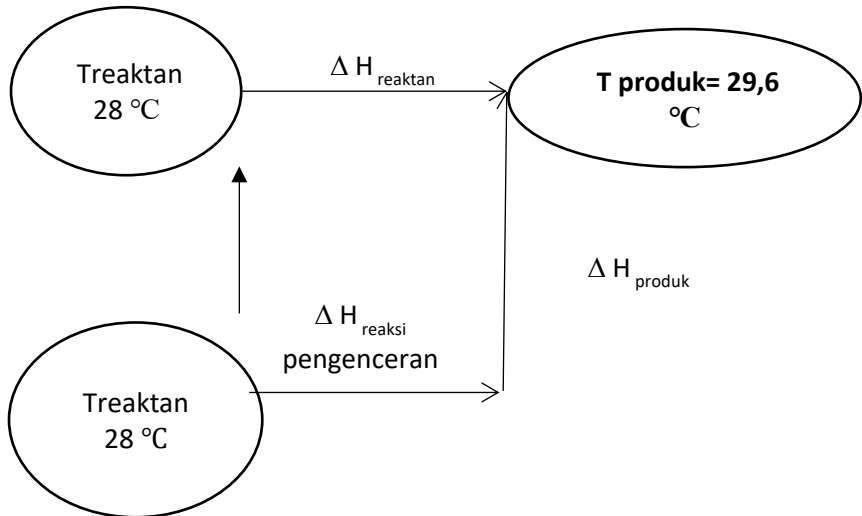 Treaktan
28 °C
Δ H reaktan
T produk= 29,6
°C
Δ H produk
Δ H reaksi
pengenceran
Treaktan
28 °C